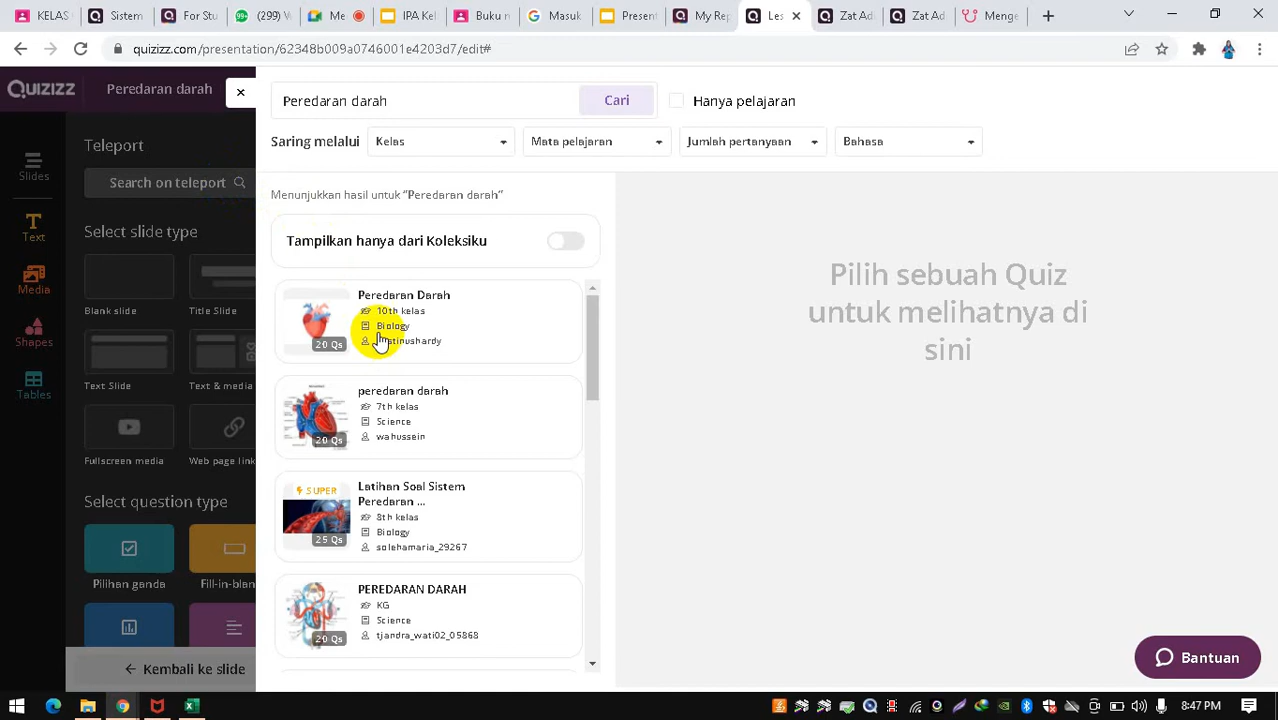 KELAS
Peserta
For Stu
(299)
Masala
IPA Kel
Buku n
Masuk
Present
Les
Zat Ad
Zat Ad
Menge
quizizz.com/presentation/62348b009a0746001e4203d7/edit#
QUIZIZZ
Peredaran darah
Peredaran darah
Cari
Hanya pelajaran
Saring melalui
Kelas
Mata pelajaran
Jumlah pertanyaan
Bahasa
Slides
Text
Media
Shapes
Tables
Teleport
Search on teleport
Select slide type
Blank slide
Title Slide
Text Slide
Text & media
Fullscreen media
Web page link
Select question type
Pilihan ganda
Fill-in-blan
Kembali ke slide
Menunjukkan hasil untuk "Peredaran darah"
Tampilkan hanya dari Koleksiku
Peredaran Darah
10th kelas
Biology
20 Qs
peredaran darah
7th kelas
Science
wahussein
20 Qs
SUPER
Latihan Soal Sistem
Peredaran ...
8th kelas
Biology
solehamaria_29267
25 Qs
PEREDARAN DARAH
KG
Science
tjandra_wati02_05868
20 Qs
Pilih sebuah Quiz
untuk melihatnya di
sini
Bantuan
8:47 PM